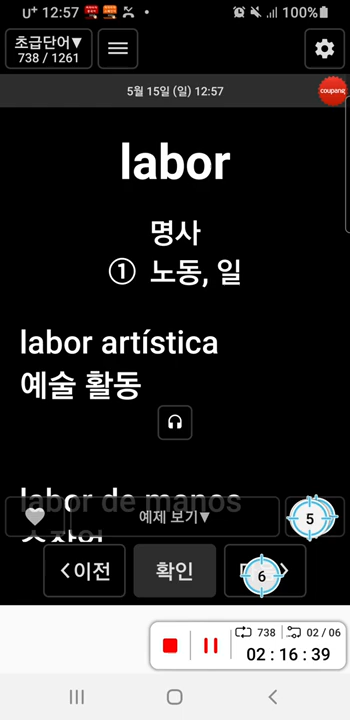 U+ 12:57 100%
초급단어▼
738 / 1261
5월 15일 (일) 12:57
coupang
labor
명사
① 노동, 일
labor artística
예술 활동
labor de manos
예제 보기▼
5
이전
확인
6
738 02 / 06
02 : 16 : 39